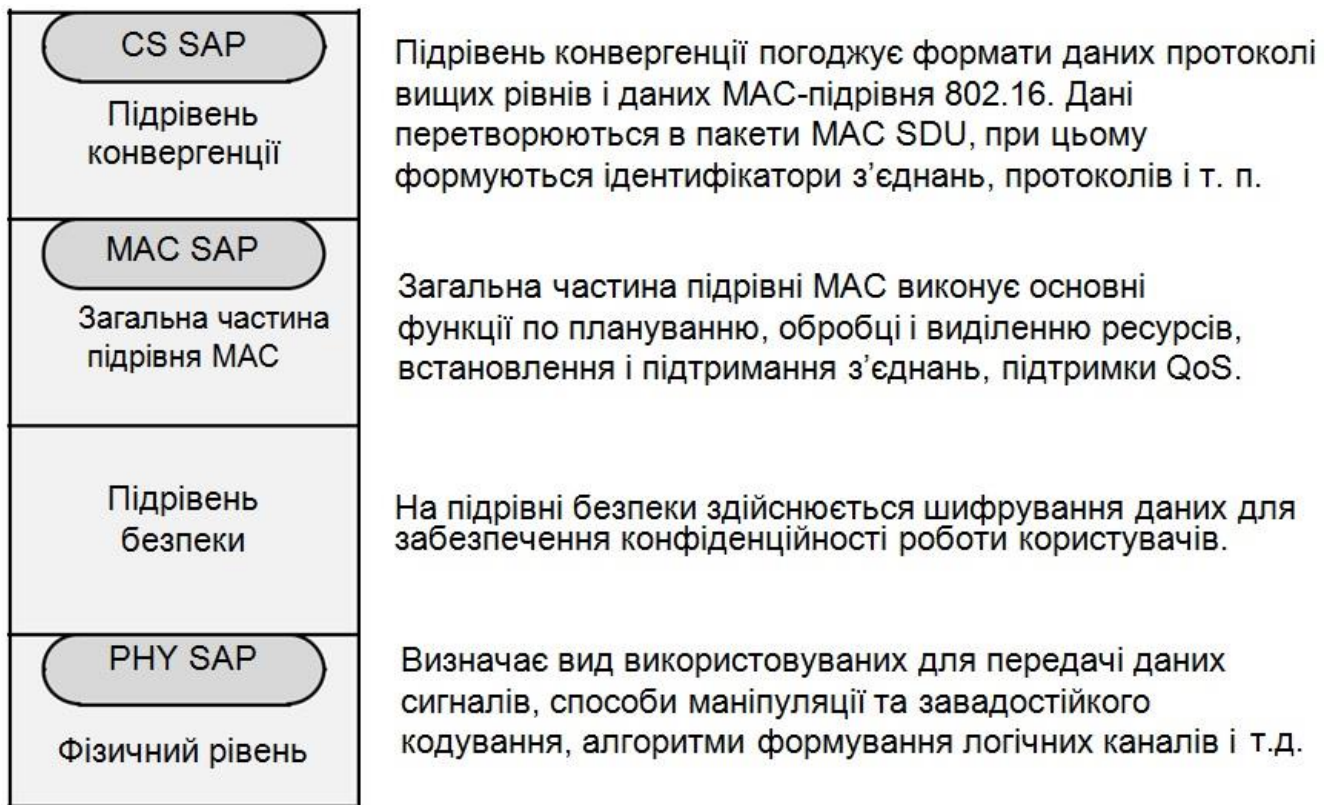 CS SAP
Підрівень
конвергенції
Підрівень конвергенції погоджує формати даних протоколі
вищих рівнів і даних MAC-підрівня 802.16. Дані
перетворюються в пакети MAC SDU, при цьому
формуються ідентифікатори з’єднань, протоколів і т. п.
MAC SAP
Загальна частина
підрівня MAC
Загальна частина підрівні MAC виконує основні
функції по плануванню, обробці і виділенню ресурсів,
встановлення і підтримання з’єднань, підтримки QoS.
Підрівень
безпеки
На підрівні безпеки здійснюється шифрування даних для
забезпечення конфіденційності роботи користувачів.
PHY SAP
Фізичний рівень
Визначає вид використовуваних для передачі даних
сигналів, способи маніпуляції та завадостійкого
кодування, алгоритми формування логічних каналів і т.д.